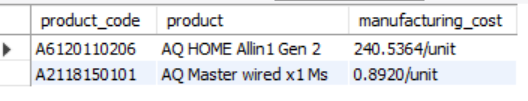 product_code product manufacturing_cost
A6120110206 AQ HOME Allin1 Gen 2 240.5364/unit
A2118150101 AQ Master wired x1 Ms 0.8920/unit